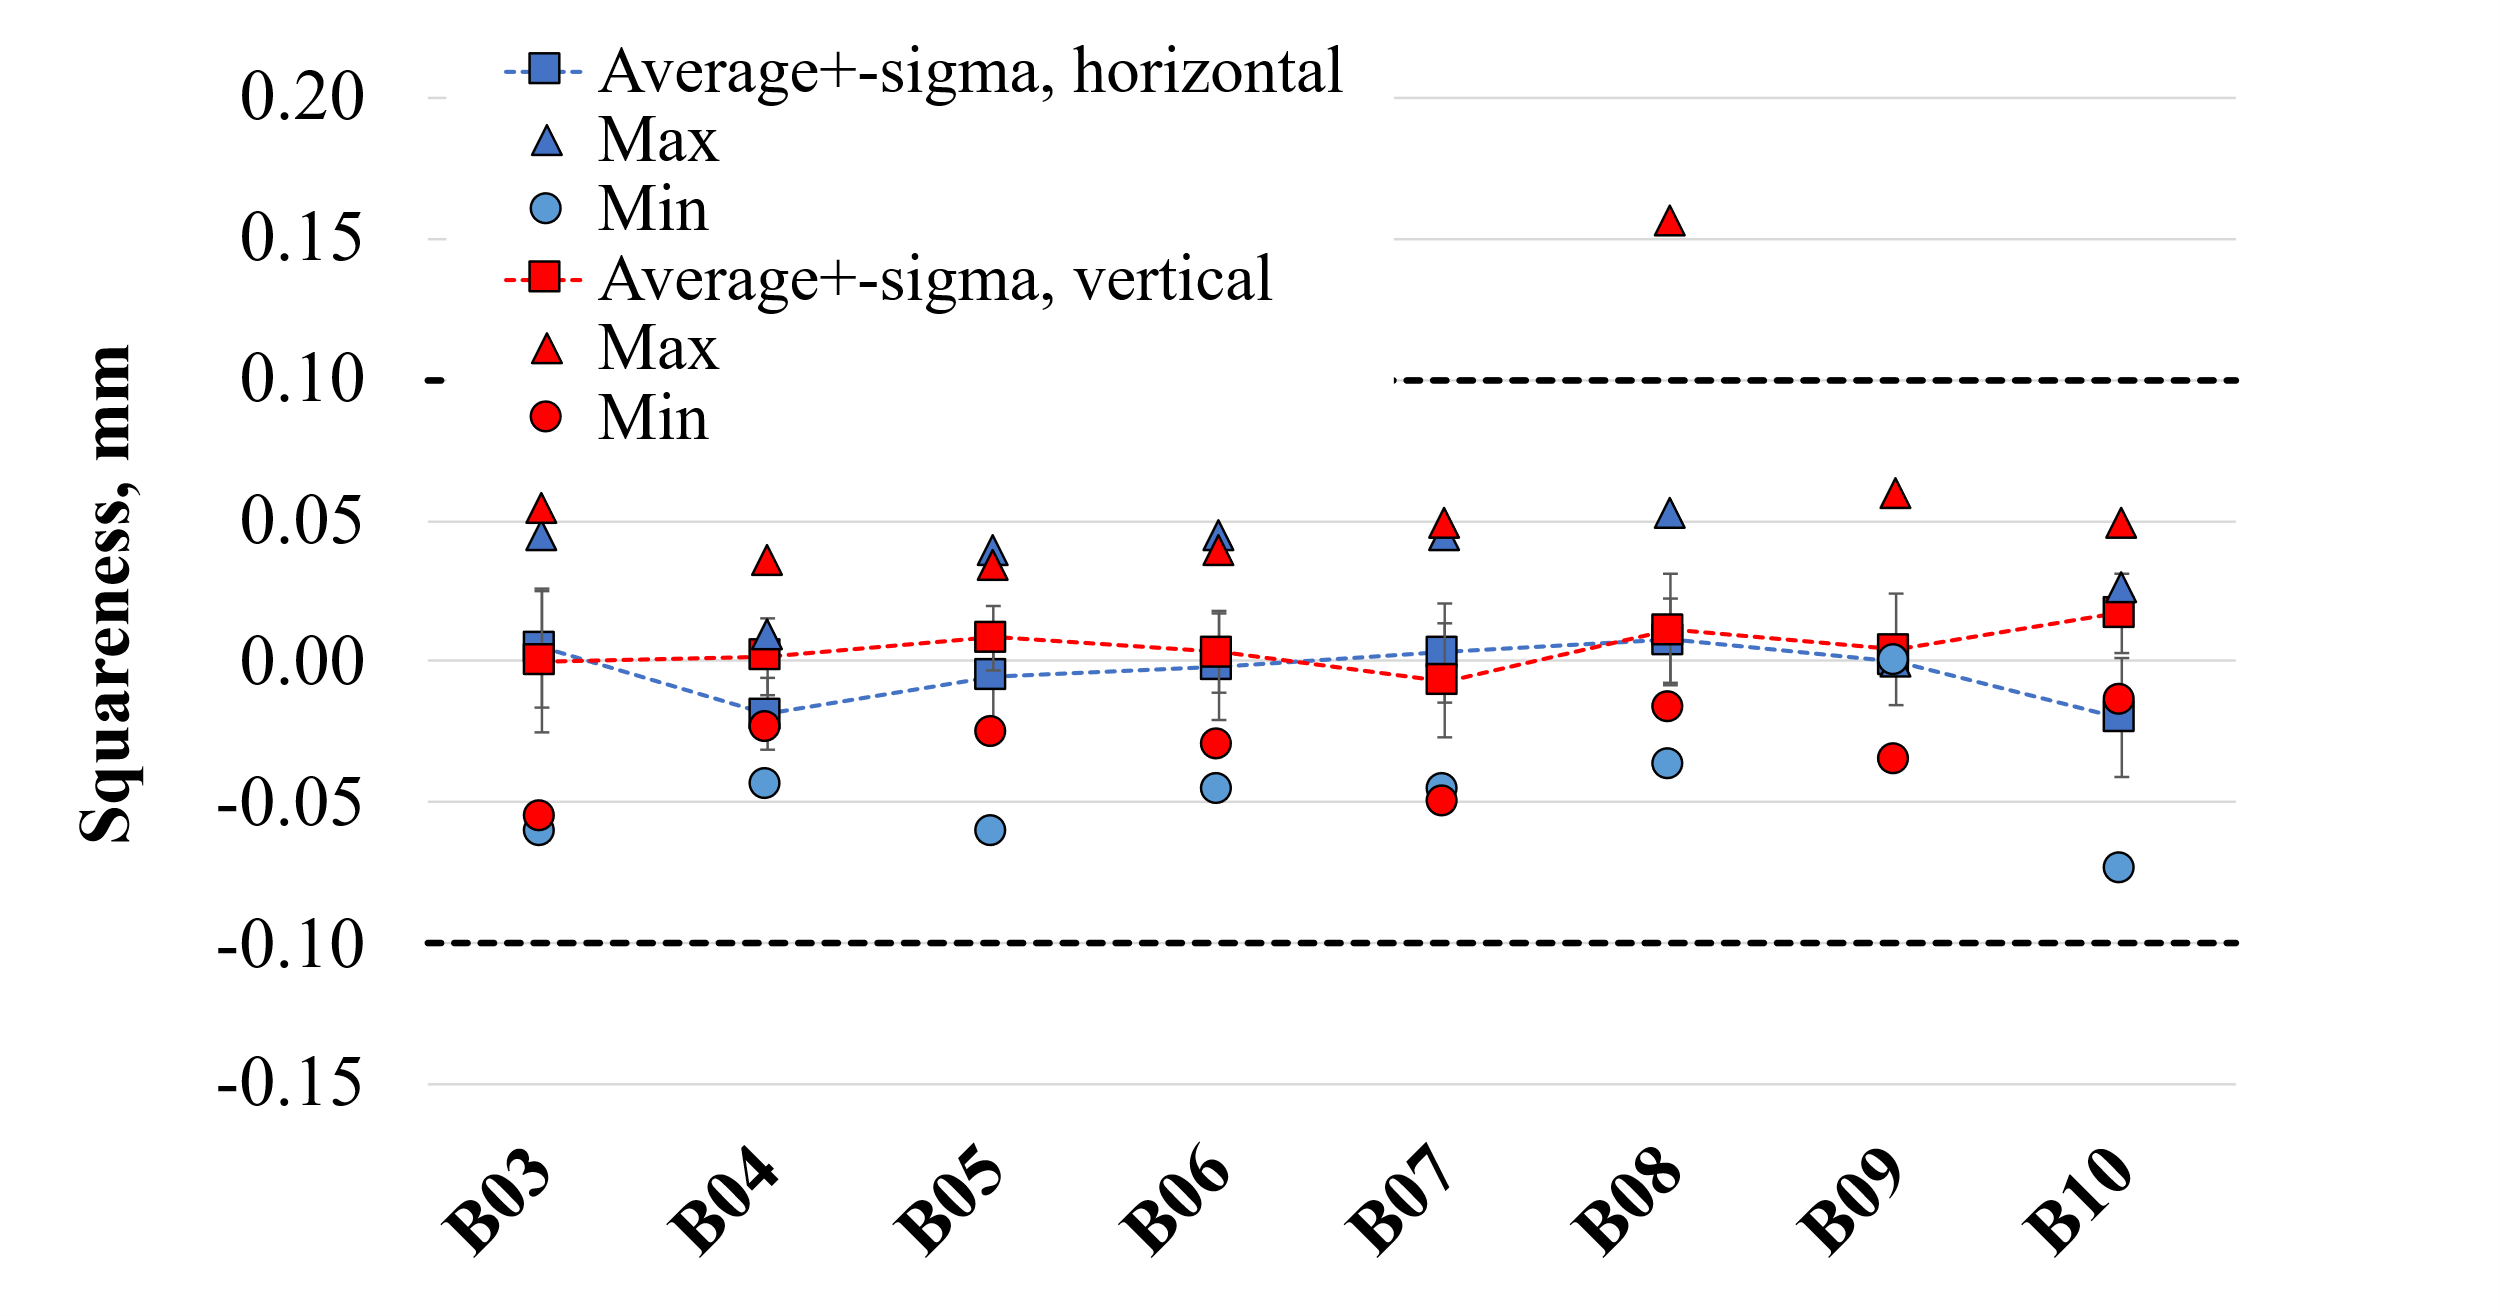 Average+-sigma, horizontal
Max
Min
Average+-sigma, vertical
Max
Min
Squareness, mm
0.20
0.15
0.10
0.05
0.00
-0.05
-0.10
-0.15
B03
B04
B05
B06
B07
B08
B09
B10